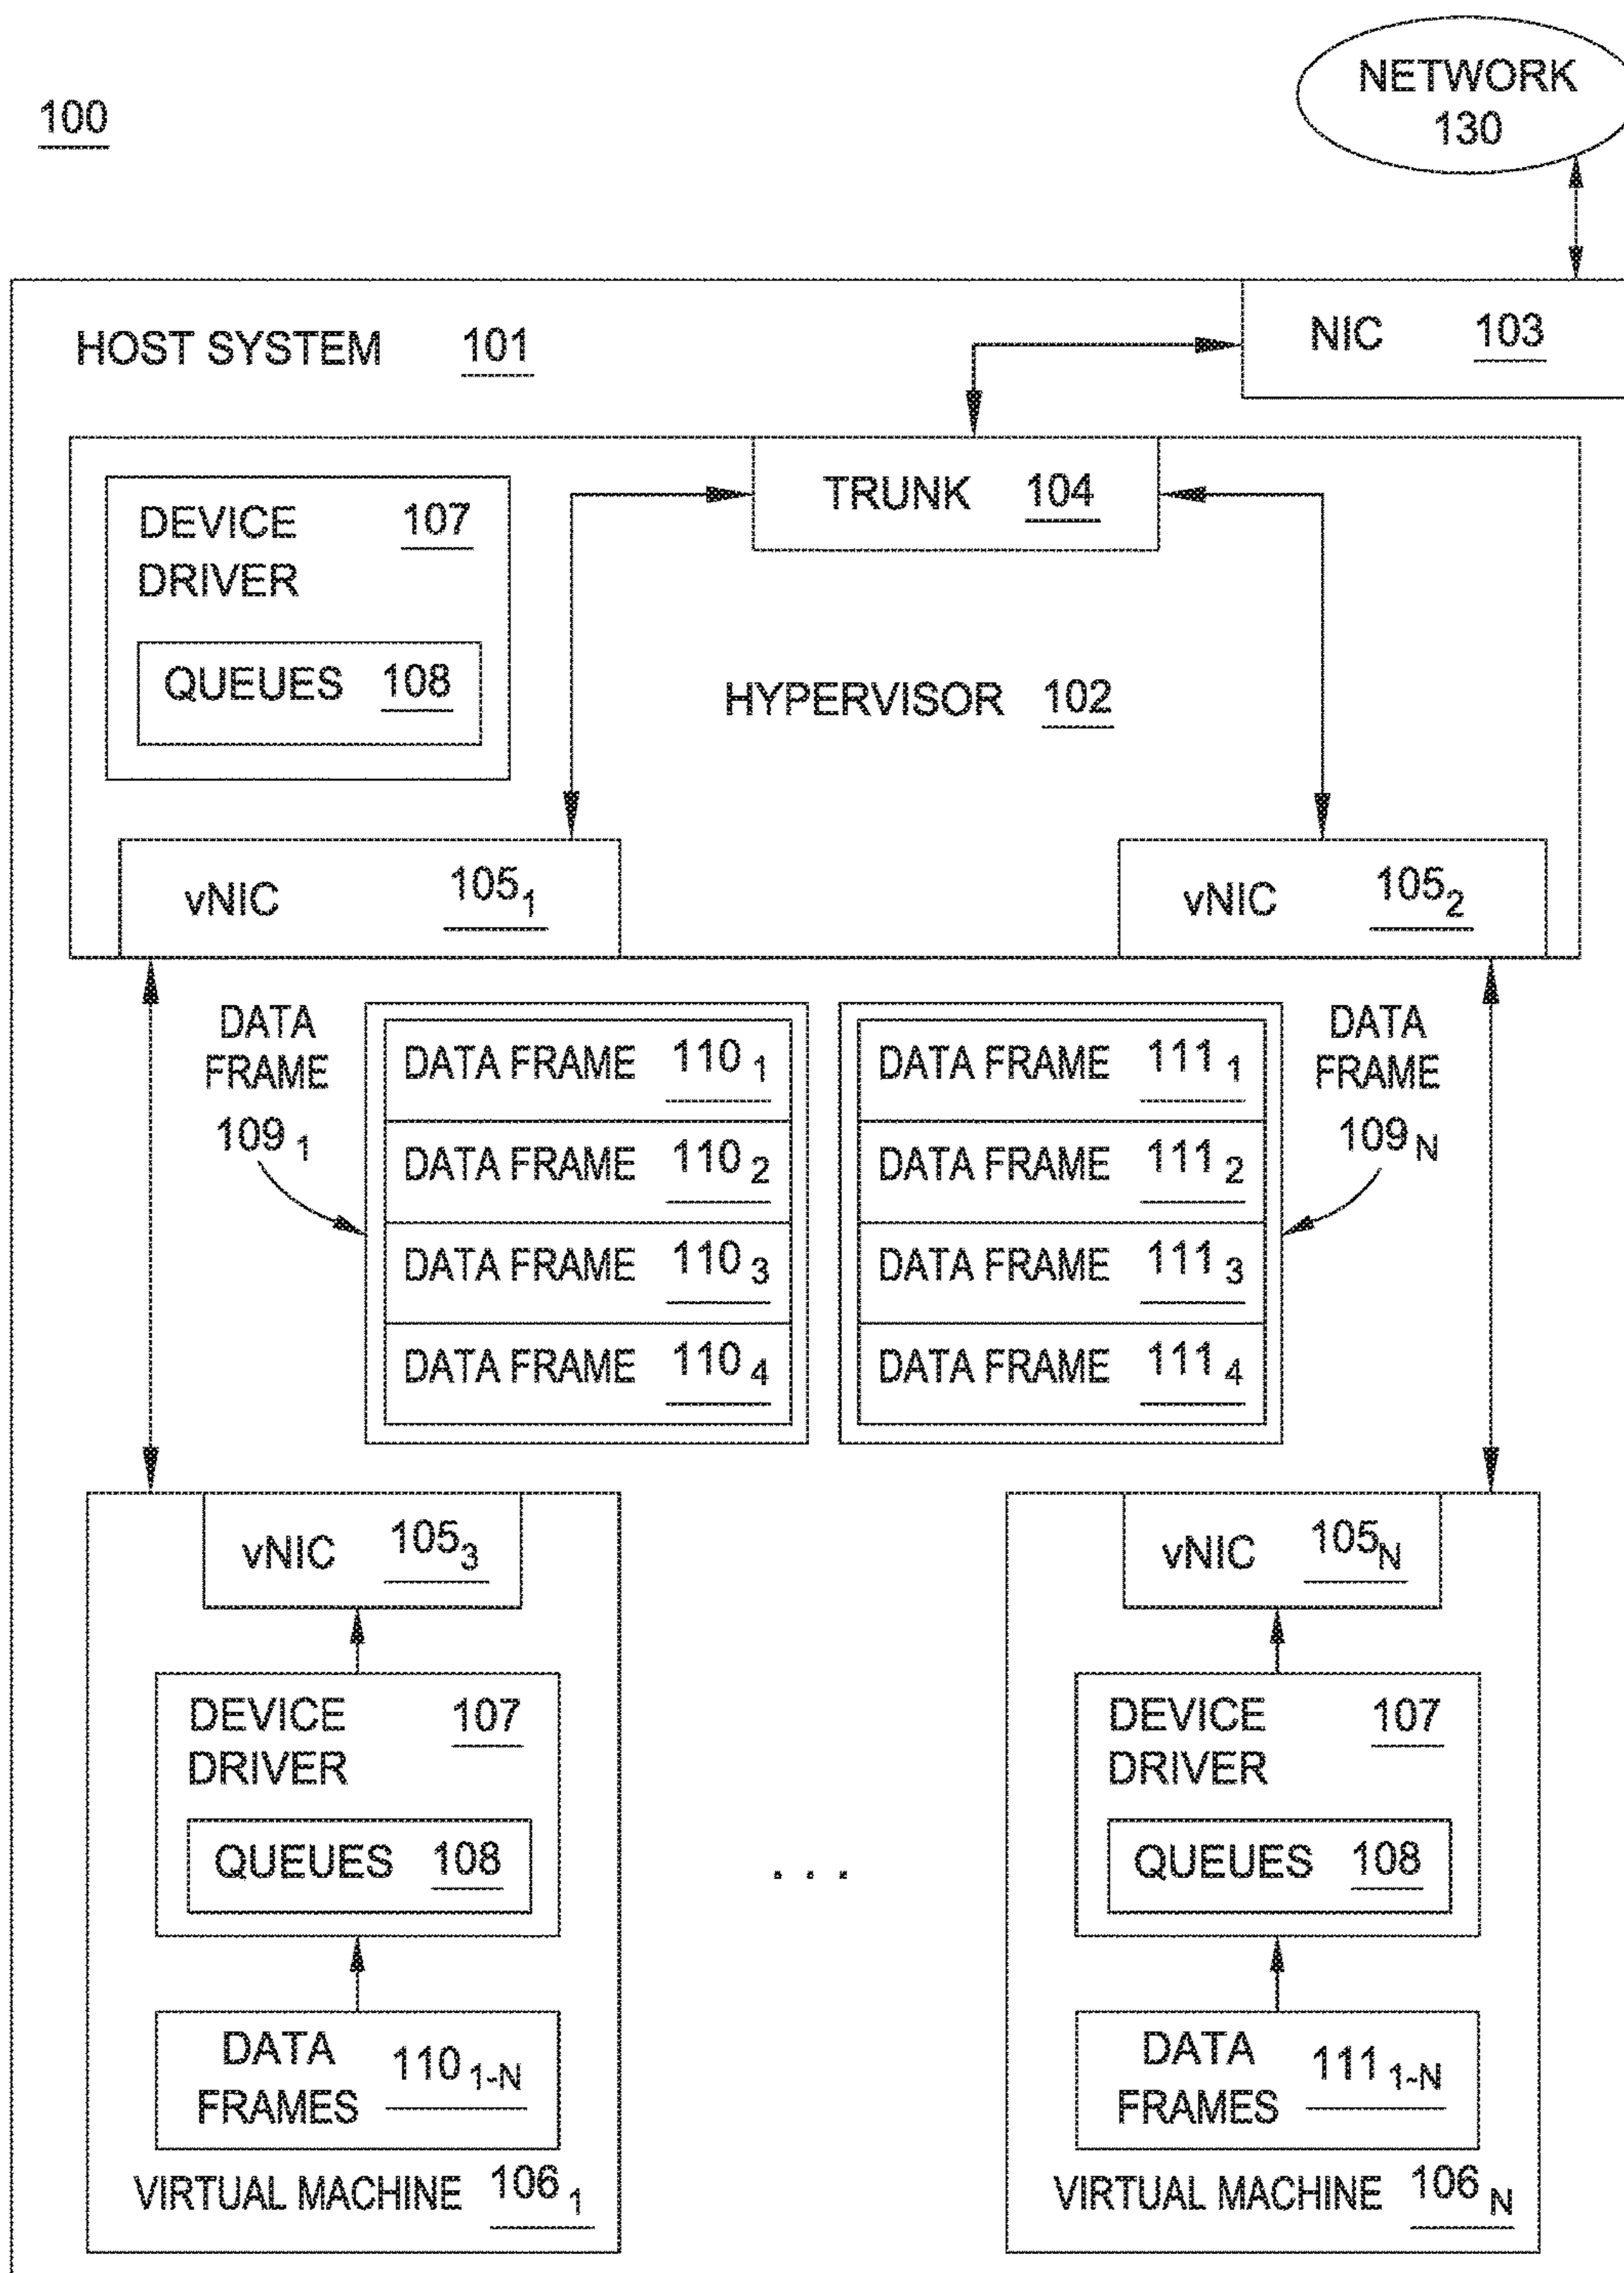 100
NETWORK
130
HOST SYSTEM 101
NIC 103
TRUNK 104
DEVICE 107
DRIVER
QUEUES 108
HYPERVISOR 102
vNIC 105₁
vNIC 105₂
DATA
FRAME
109₁
DATA FRAME 110₁
DATA FRAME 110₂
DATA FRAME 110₃
DATA FRAME 110₄
DATA FRAME 111₁
DATA FRAME 111₂
DATA FRAME 111₃
DATA FRAME 111₄
DATA
FRAME
109N
vNIC 105₃
DEVICE 107
DRIVER
QUEUES 108
DATA
FRAMES 110₁₋N
VIRTUAL MACHINE 106₁
. . .
vNIC 105N
DEVICE 107
DRIVER
QUEUES 108
DATA
FRAMES 111₁₋N
VIRTUAL MACHINE 106N